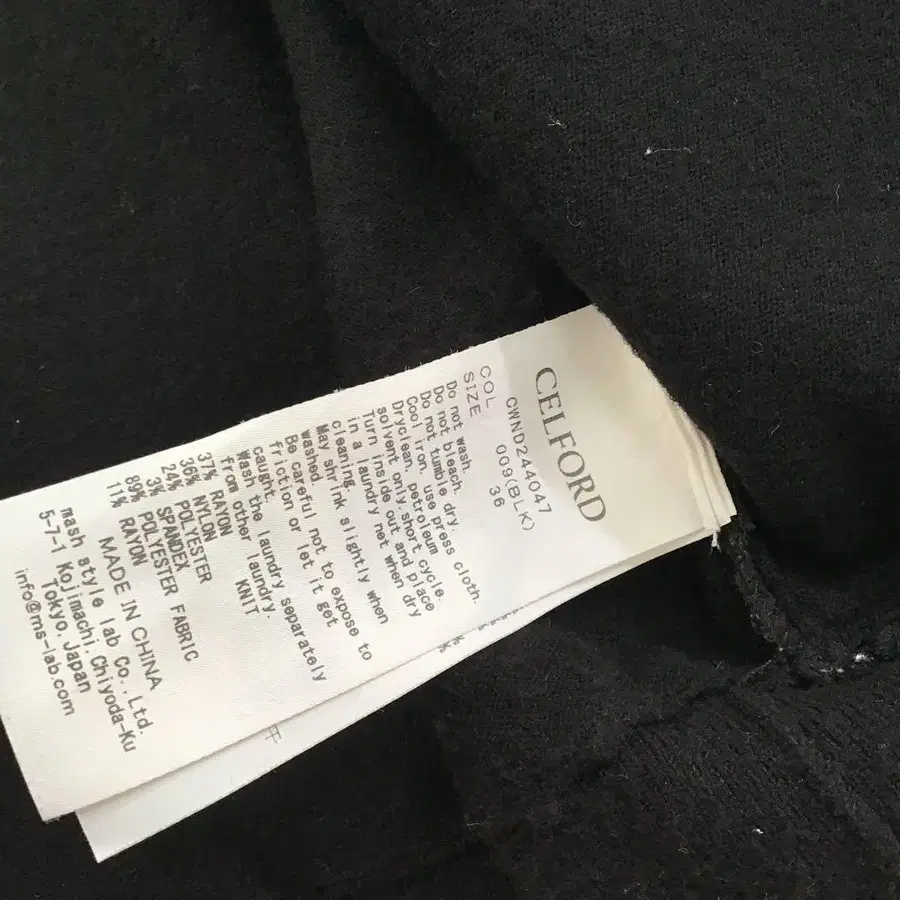 CELFORD
CWND244047
COL 009(BLK)
SIZE 36
Do not wash.
Do not bleach.
Do not tumble dry.
Cool iron, use press cloth.
Dryclean, petroleum
solvent only,short cycle.
Turn inside out and place
in a laundry net when dry
cleaning.
May shrink slightly when
washed.
Be careful not to expose to
friction or let it get
caught.
Wash the laundry separately
from other laundry.
KNIT
37% RAYON
36% NYLON
24% POLYESTER
3% SPANDEX
FABRIC
89% POLYESTER
11% RAYON
MADE IN CHINA
mash style lab Co.,Ltd.
5-7-1 Kojimachi,Chiyoda-Ku
Tokyo,Japan
info@ms-lab.com